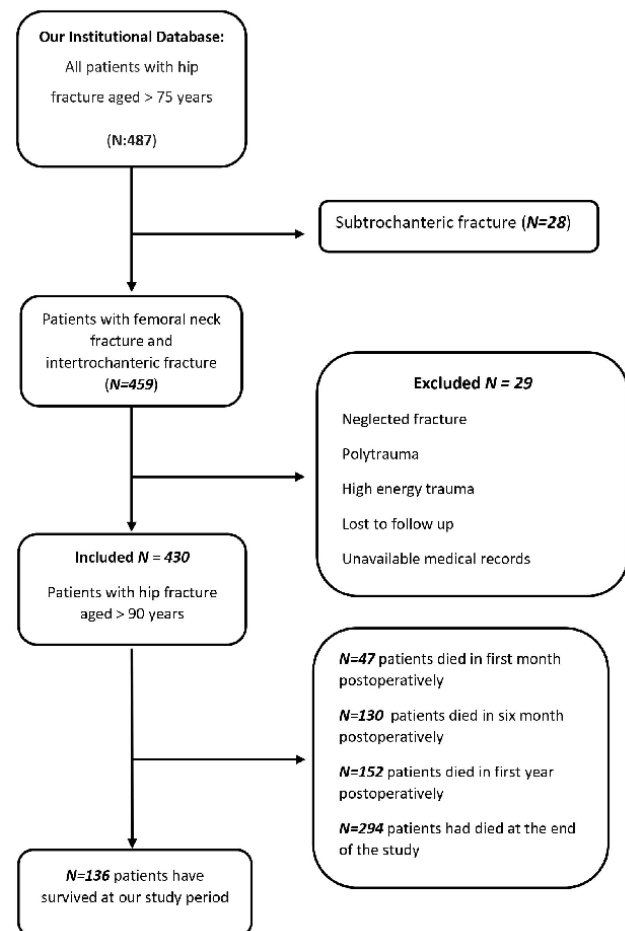 Our Institutional Database:
All patients with hip
fracture aged > 75 years
(N:487)
Subtrochanteric fracture (N=28)
Patients with femoral neck
fracture and
intertrochanteric fracture
(N=459)
Excluded N = 29
Neglected fracture
Polytrauma
High energy trauma
Lost to follow up
Unavailable medical records
Included N = 430
Patients with hip fracture
aged > 90 years
N=47 patients died in first month
postoperatively
N=130 patients died in six month
postoperatively
N=152 patients died in first year
postoperatively
N=294 patients had died at the end
of the study
N=136 patients have
survived at our study period